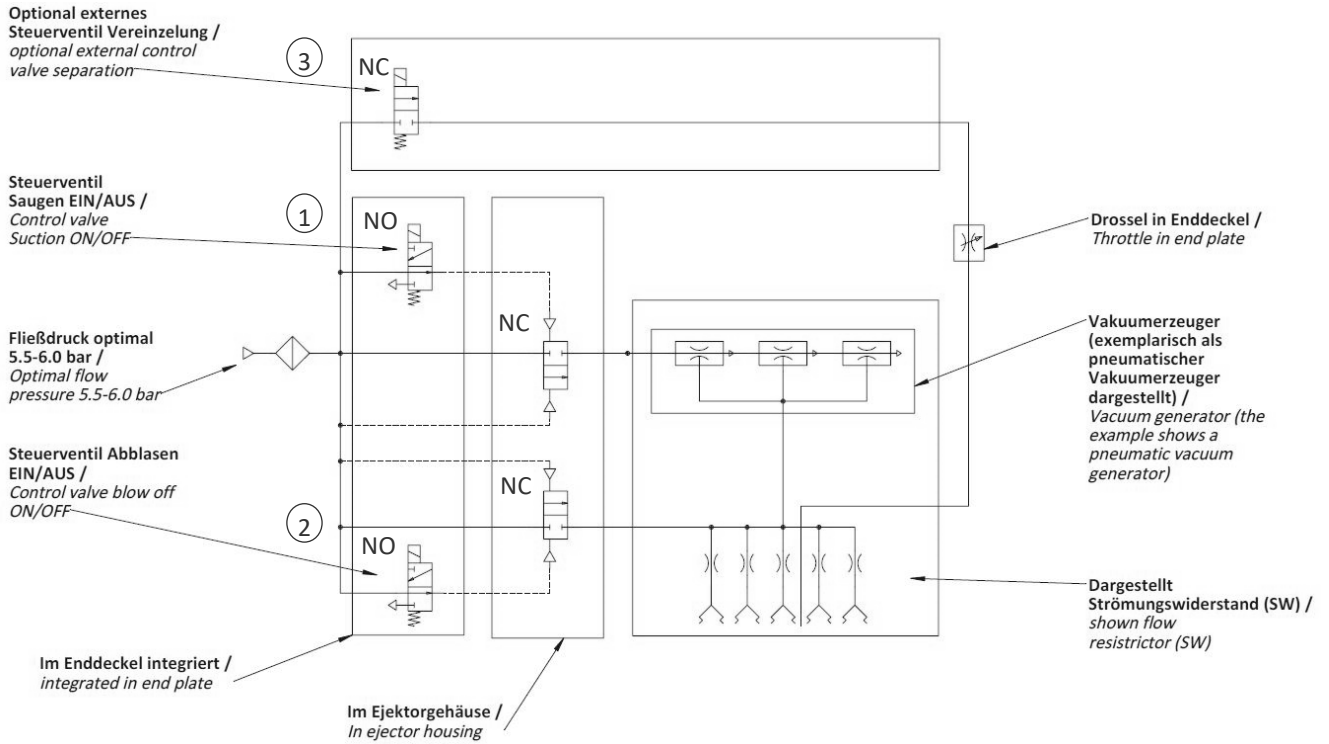 Optional externes
Steuerventil Vereinzelung /
optional external control
valve separation
3
NC
Steuerventil
Saugen EIN/AUS /
Control valve
Suction ON/OFF
1
NO
NC
Drossel in Enddeckel /
Throttle in end plate
Fließdruck optimal
5.5-6.0 bar /
Optimal flow
pressure 5.5-6.0 bar
Vakuumerzeuger
(exemplarisch als
pneumatischer
Vakuumerzeuger
dargestellt) /
Vacuum generator (the
example shows a
pneumatic vacuum
generator)
Steuerventil Abblasen
EIN/AUS /
Control valve blow off
ON/OFF
2
NO
NC
Dargestellt
Strömungswiderstand (SW) /
shown flow
resistrictor (SW)
Im Enddeckel integriert /
integrated in end plate
Im Ejektorgehäuse /
In ejector housing